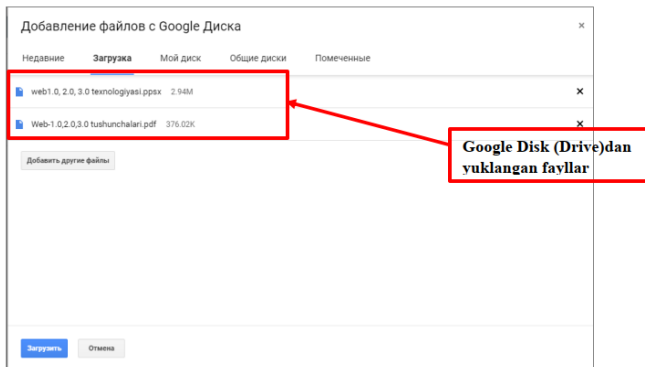 Добавление файлов с Google Диска ×
Недавние Загрузка Мой диск Общие диски Помеченные
web1.0, 2.0, 3.0 texnologiyasi.ppsx 2.94M ×
Web-1.0,2.0,3.0 tushunchalari.pdf 376.02K ×
Google Disk (Drive)dan
yuklangan fayllar
Добавить другие файлы
Загрузить Отмена